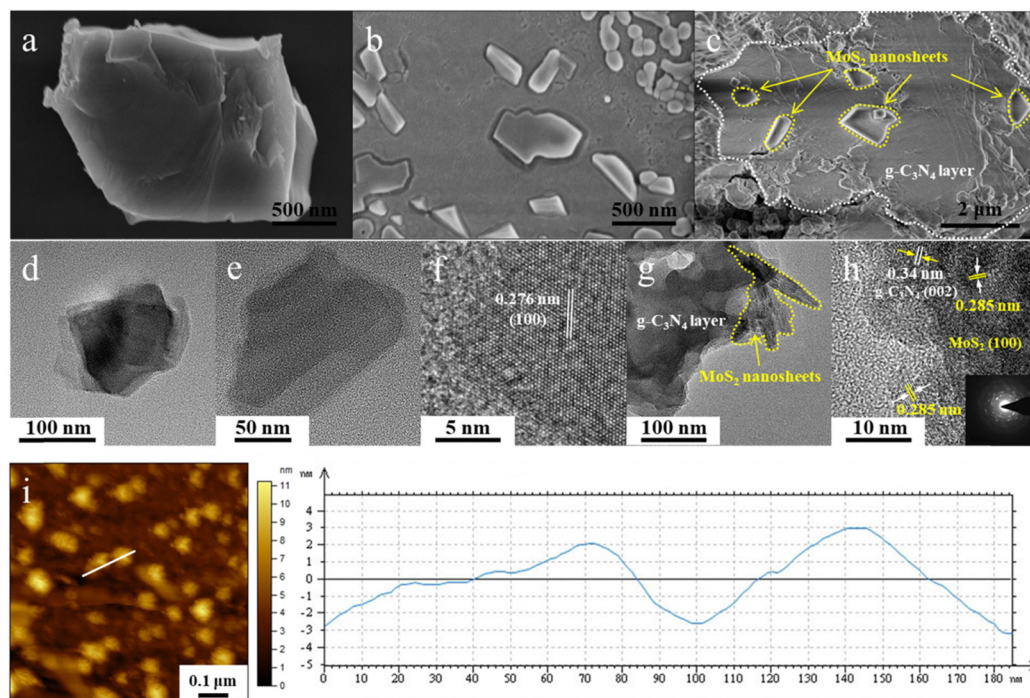 a
500 nm
b
500 nm
c
MoS₂ nanosheets
g-C₃N₄ layer
2 μm
d
100 nm
e
50 nm
f
0.276 nm
(100)
5 nm
g
g-C₃N₄ layer
MoS₂ nanosheets
100 nm
h
0.34 nm
g-C₃N₄ (002)
0.285 nm
MoS₂ (100)
0.285 nm
10 nm
i
0.1 μm
nm
11
10
9
8
7
6
5
4
3
2
1
0
nm
3
2
1
0
-1
-2
-3
-4
-5
0 10 20 30 40 50 60 70 80 90 100 110 120 130 140 150 160 170 180 nm